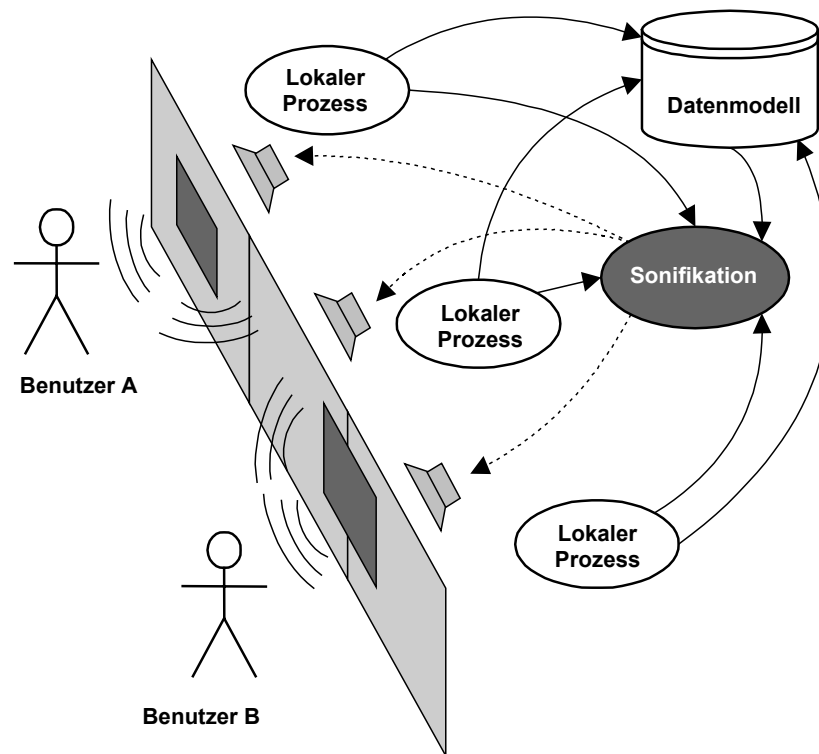 Lokaler
Prozess
Datenmodell
Sonifikation
Lokaler
Prozess
Benutzer A
Lokaler
Prozess
Benutzer B